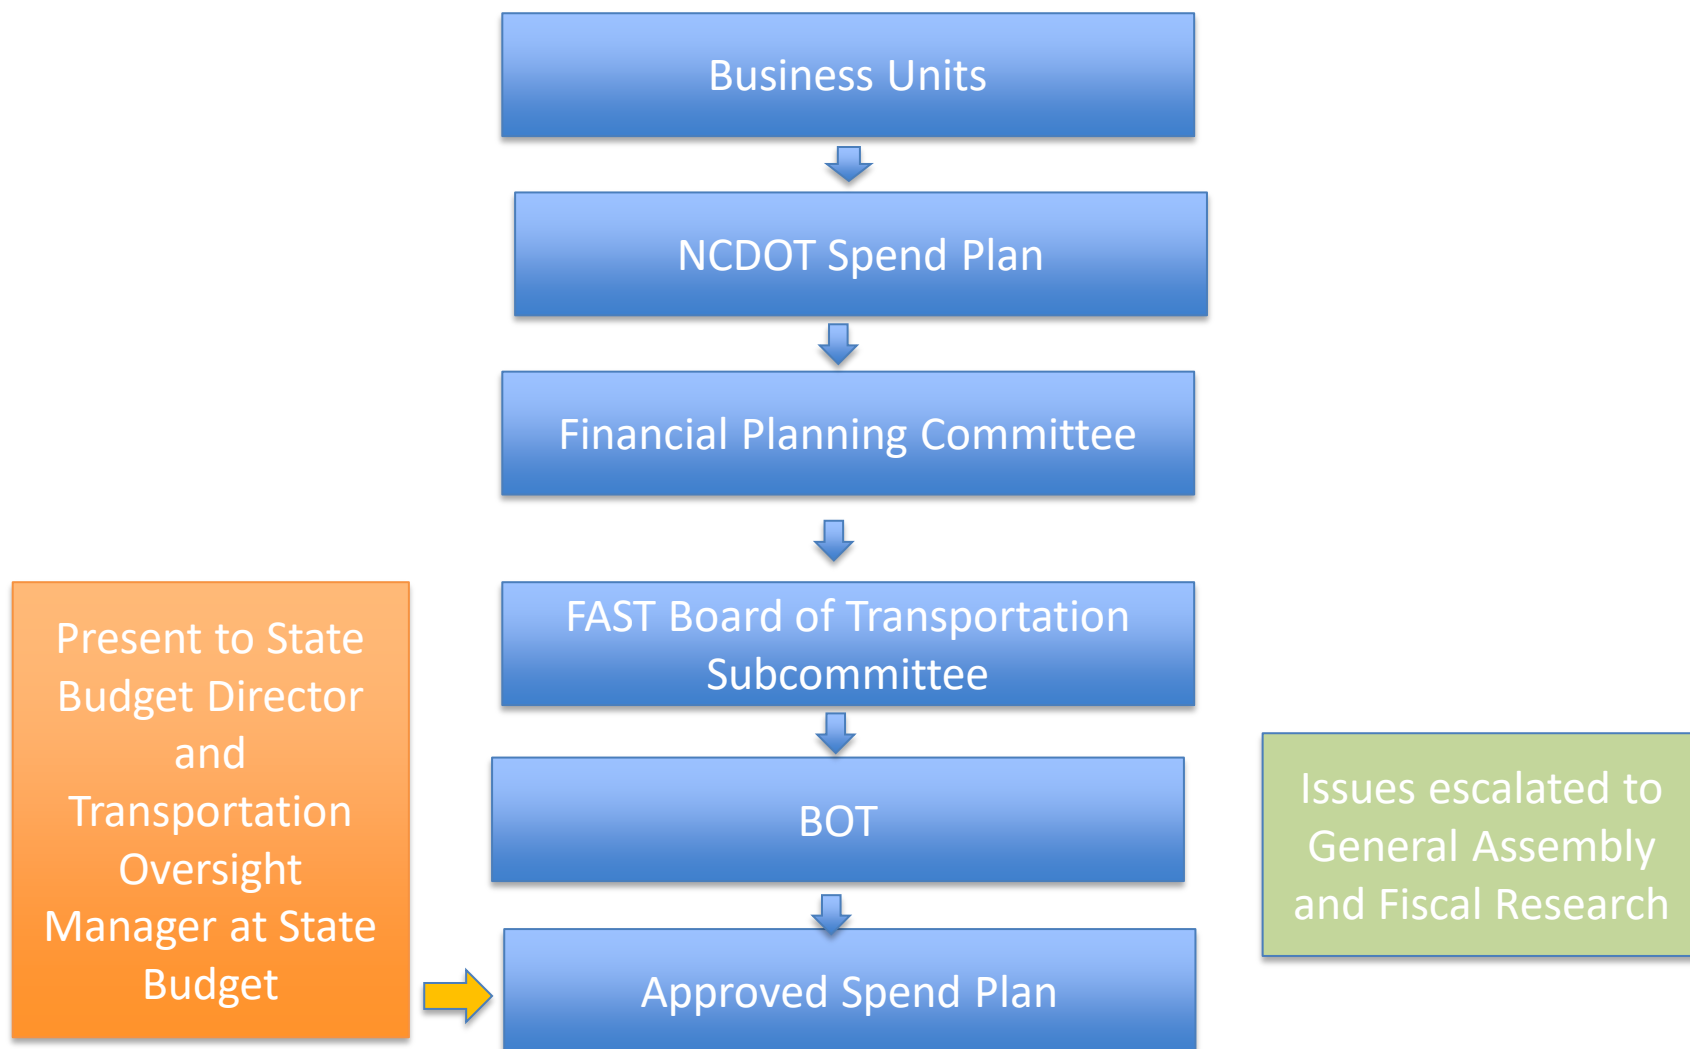 Business Units
NCDOT Spend Plan
Financial Planning Committee
FAST Board of Transportation
Subcommittee
Present to State
Budget Director
and
Transportation
Oversight
Manager at State
Budget
BOT
Issues escalated to
General Assembly
and Fiscal Research
Approved Spend Plan